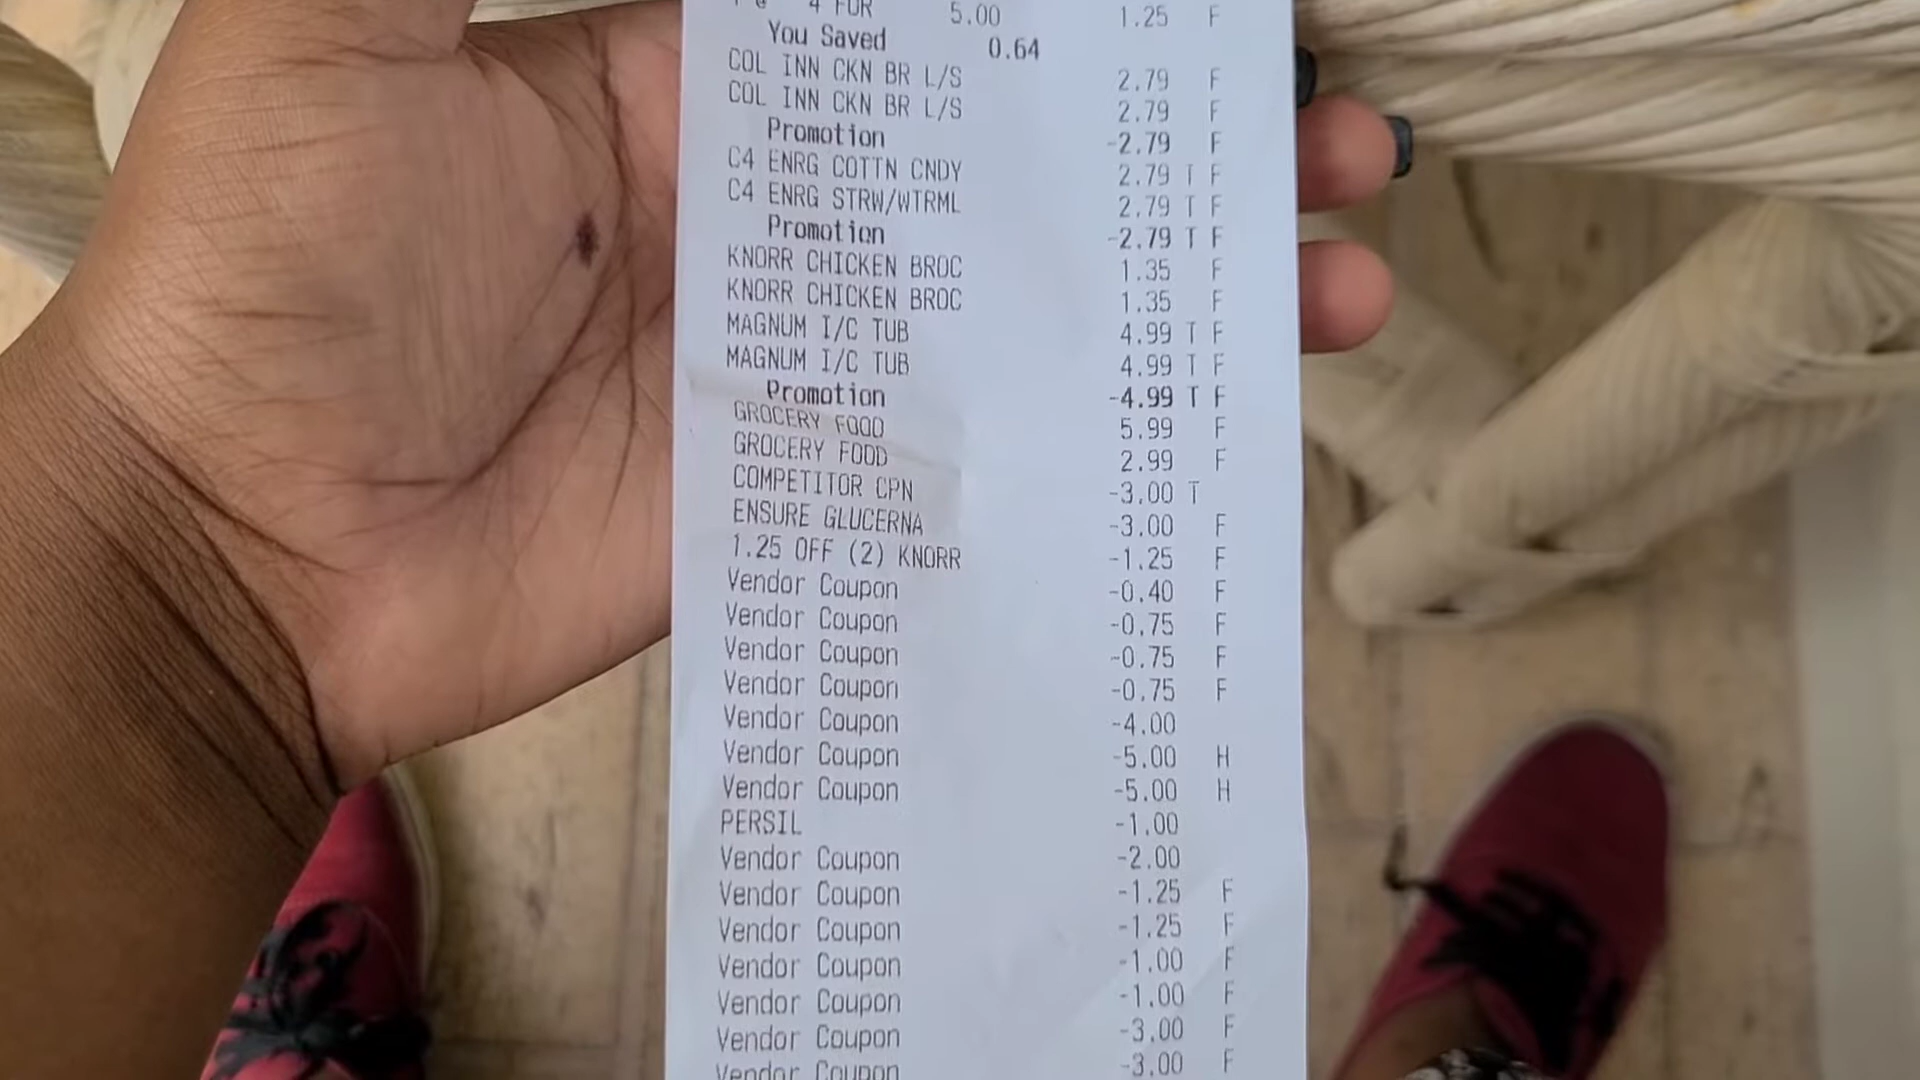 4 FOR 5.00 1.25 F
You Saved 0.64
COL INN CKN BR L/S 2.79 F
COL INN CKN BR L/S 2.79 F
Promotion -2.79 F
C4 ENRG COTTN CNDY 2.79 T F
C4 ENRG STRW/WTRML 2.79 T F
Promotion -2.79 T F
KNORR CHICKEN BROC 1.35 F
KNORR CHICKEN BROC 1.35 F
MAGNUM I/C TUB 4.99 T F
MAGNUM I/C TUB 4.99 T F
Promotion -4.99 T F
GROCERY FOOD 5.99 F
GROCERY FOOD 2.99 F
COMPETITOR CPN -3.00 T
ENSURE GLUCERNA -3.00 F
1.25 OFF (2) KNORR -1.25 F
Vendor Coupon -0.40 F
Vendor Coupon -0.75 F
Vendor Coupon -0.75 F
Vendor Coupon -0.75 F
Vendor Coupon -4.00
Vendor Coupon -5.00 H
Vendor Coupon -5.00 H
PERSIL -1.00
Vendor Coupon -2.00
Vendor Coupon -1.25 F
Vendor Coupon -1.25 F
Vendor Coupon -1.00 F
Vendor Coupon -1.00 F
Vendor Coupon -3.00 F
Vendor Coupon -3.00 F